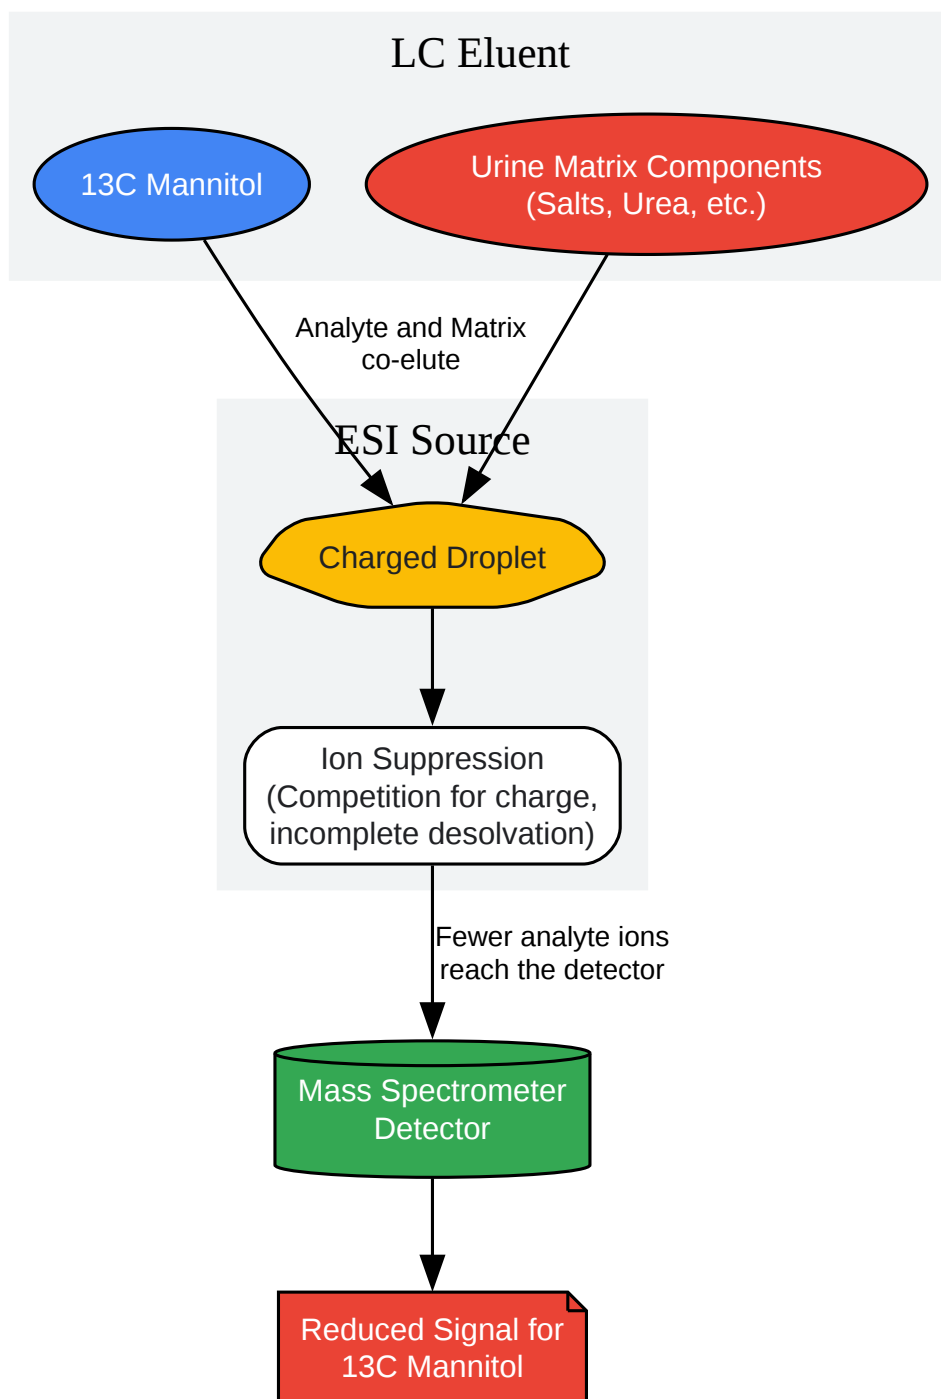 LC Eluent
13C Mannitol
Urine Matrix Components
(Salts, Urea, etc.)
Analyte and Matrix
co-elute
ESI Source
Charged Droplet
Ion Suppression
(Competition for charge,
incomplete desolvation)
Fewer analyte ions
reach the detector
Mass Spectrometer
Detector
Reduced Signal for
13C Mannitol